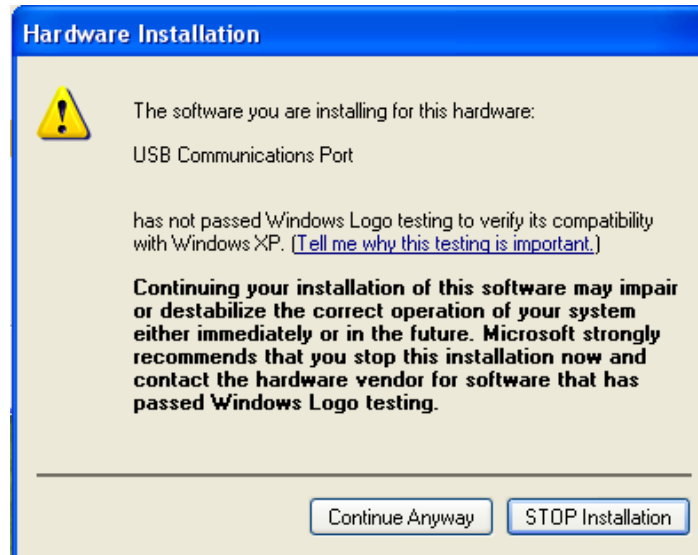 Hardware Installation
The software you are installing for this hardware:
USB Communications Port
has not passed Windows Logo testing to verify its compatibility
with Windows XP. (Tell me why this testing is important.)
Continuing your installation of this software may impair
or destabilize the correct operation of your system
either immediately or in the future. Microsoft strongly
recommends that you stop this installation now and
contact the hardware vendor for software that has
passed Windows Logo testing.
Continue Anyway
STOP Installation